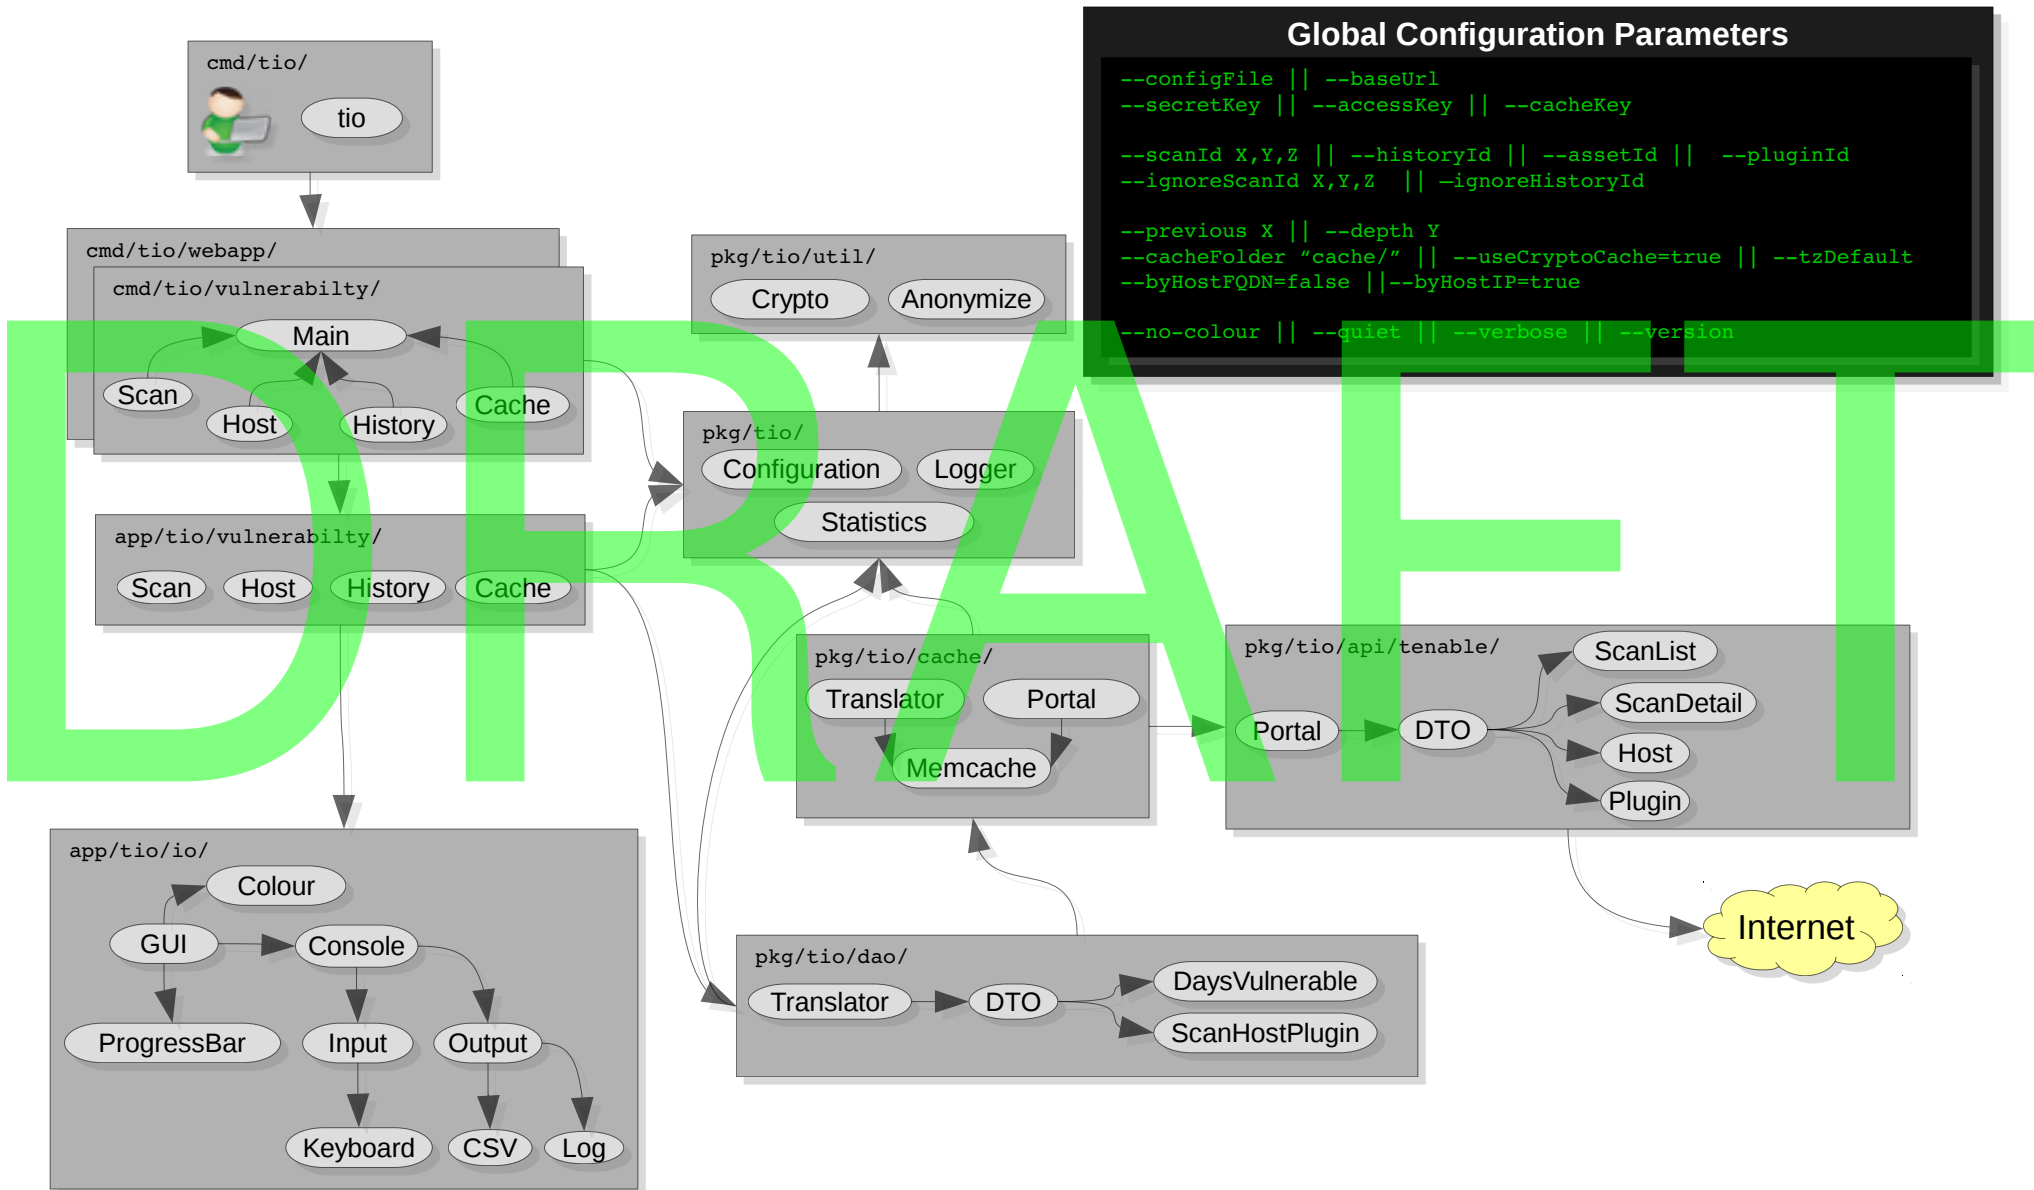 Global Configuration Parameters
--configFile || --baseUrl
--secretKey || --accessKey || --cacheKey
--scanId X,Y,Z || --historyId || --assetId ||  --pluginId
--ignoreScanId X,Y,Z  || —ignoreHistoryId
--previous X || --depth Y
--cacheFolder “cache/” || --useCryptoCache=true || --tzDefault
--byHostFQDN=false ||--byHostIP=true
--no-colour || --quiet || --verbose || --version
cmd/tio/
tio
cmd/tio/webapp/
cmd/tio/vulnerabilty/
Main
Scan
Host
History
Cache
pkg/tio/util/
Crypto
Anonymize
pkg/tio/
Configuration
Logger
Statistics
app/tio/vulnerabilty/
Scan
Host
History
Cache
DRAFT
pkg/tio/cache/
Translator
Portal
Memcache
pkg/tio/api/tenable/
Portal
DTO
ScanList
ScanDetail
Host
Plugin
Internet
app/tio/io/
Colour
GUI
Console
ProgressBar
Input
Output
Keyboard
CSV
Log
pkg/tio/dao/
Translator
DTO
DaysVulnerable
ScanHostPlugin